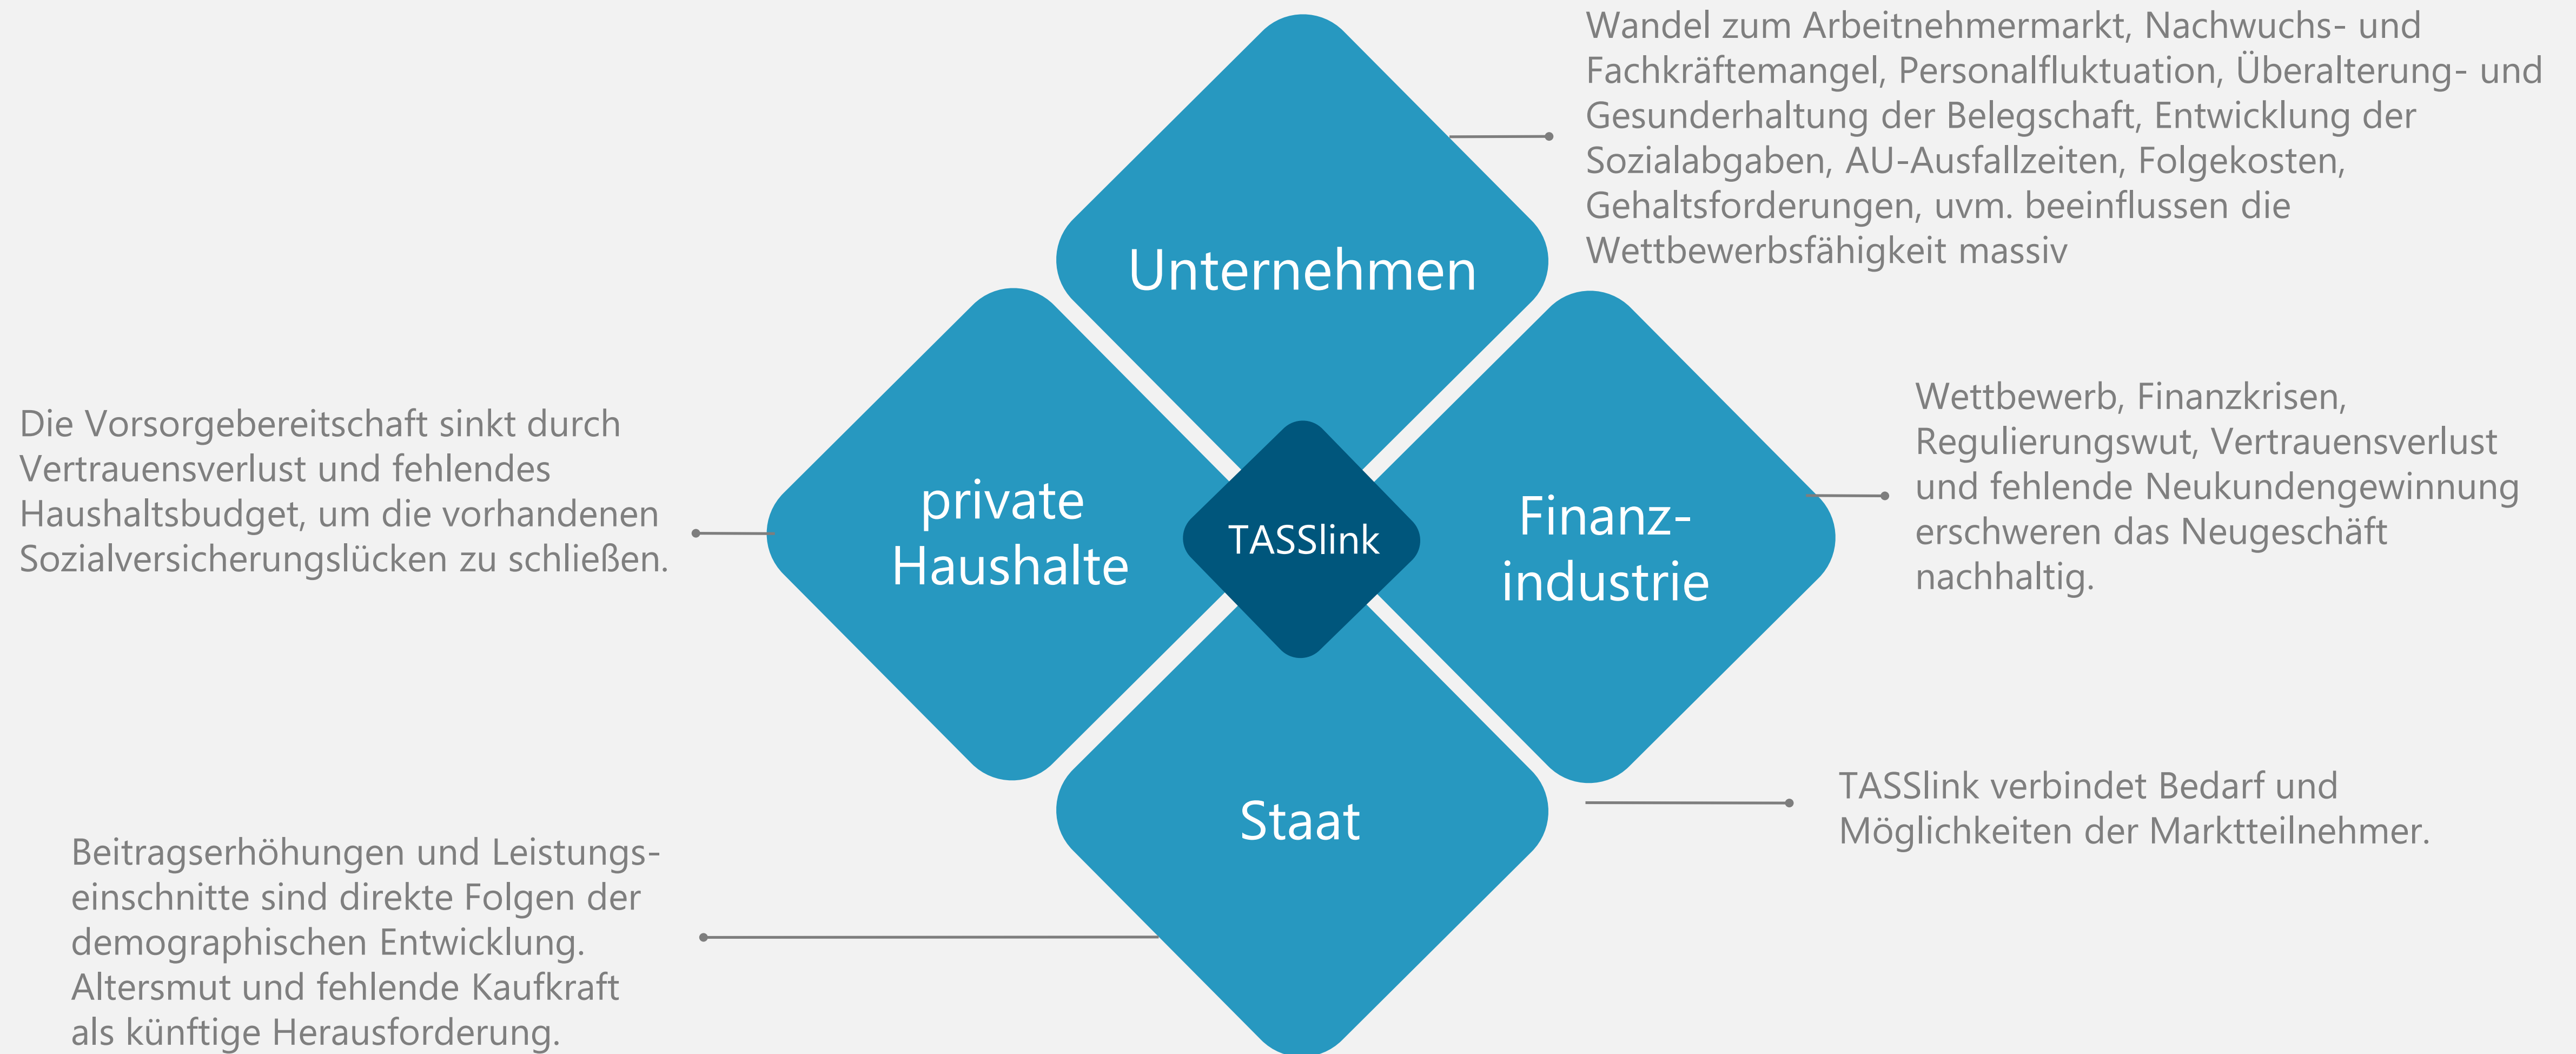 Wandel zum Arbeitnehmermarkt, Nachwuchs- und
Fachkräftemangel, Personalfluktuation, Überalterung- und
Gesunderhaltung der Belegschaft, Entwicklung der
Sozialabgaben, AU-Ausfallzeiten, Folgekosten,
Gehaltsforderungen, uvm. beeinflussen die
Wettbewerbsfähigkeit massiv
Unternehmen
Die Vorsorgebereitschaft sinkt durch
Vertrauensverlust und fehlendes
Haushaltsbudget, um die vorhandenen
Sozialversicherungslücken zu schließen.
private
Haushalte
TASSlink
Finanz-
industrie
Wettbewerb, Finanzkrisen,
Regulierungswut, Vertrauensverlust
und fehlende Neukundengewinnung
erschweren das Neugeschäft
nachhaltig.
Staat
TASSlink verbindet Bedarf und
Möglichkeiten der Marktteilnehmer.
Beitragserhöhungen und Leistungs-
einschnitte sind direkte Folgen der
demographischen Entwicklung.
Altersmut und fehlende Kaufkraft
als künftige Herausforderung.